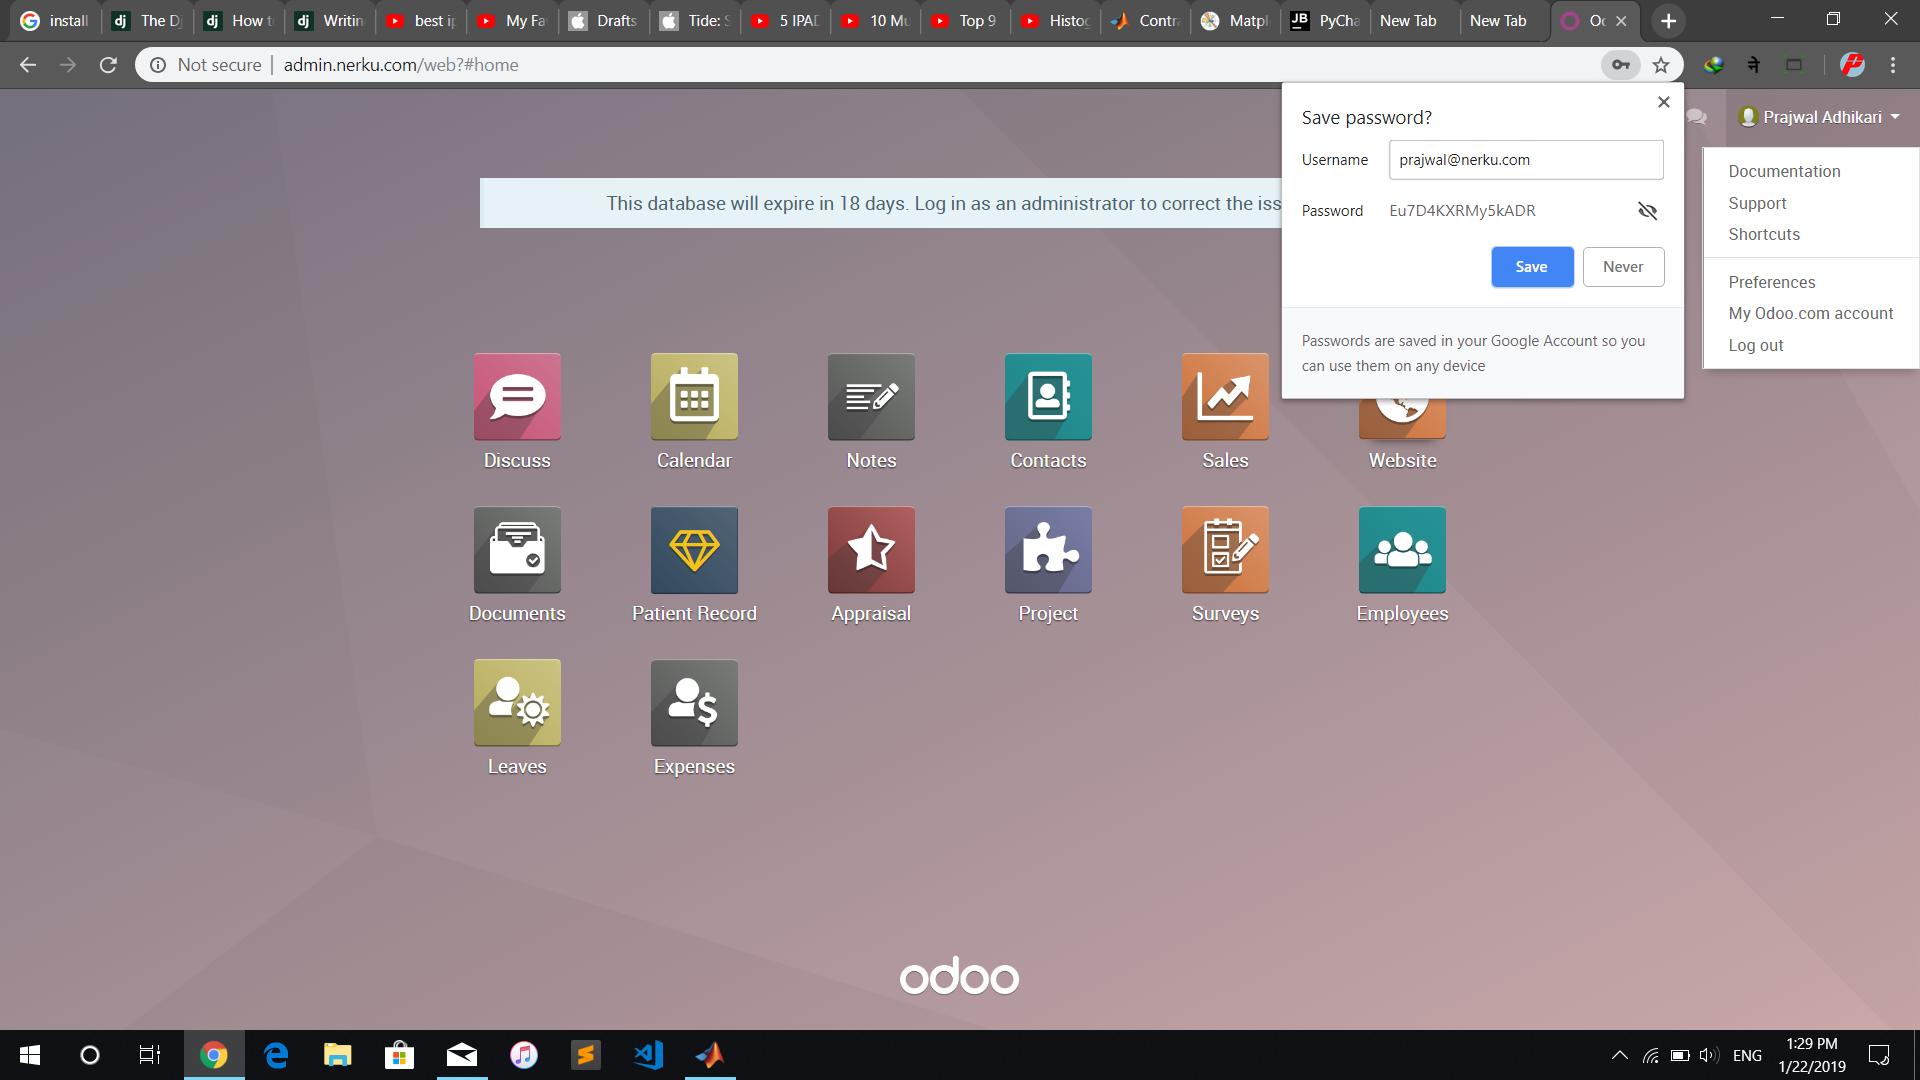 install
The Dj
How to
Writin
best ip
My Fa
Drafts
Tide: S
5 IPAD
10 Mu
Top 9
Histog
Contra
Matpl
PyCha
New Tab
New Tab
Oc
Not secure
admin.nerku.com/web?#home
Prajwal Adhikari
Save password?
Username
prajwal@nerku.com
Password
Eu7D4KXRMy5kADR
Save
Never
Passwords are saved in your Google Account so you
can use them on any device
Documentation
Support
Shortcuts
Preferences
My Odoo.com account
Log out
This database will expire in 18 days. Log in as an administrator to correct the iss
Discuss
Calendar
Notes
Contacts
Sales
Website
Documents
Patient Record
Appraisal
Project
Surveys
Employees
Leaves
Expenses
odoo
ENG
1:29 PM
1/22/2019